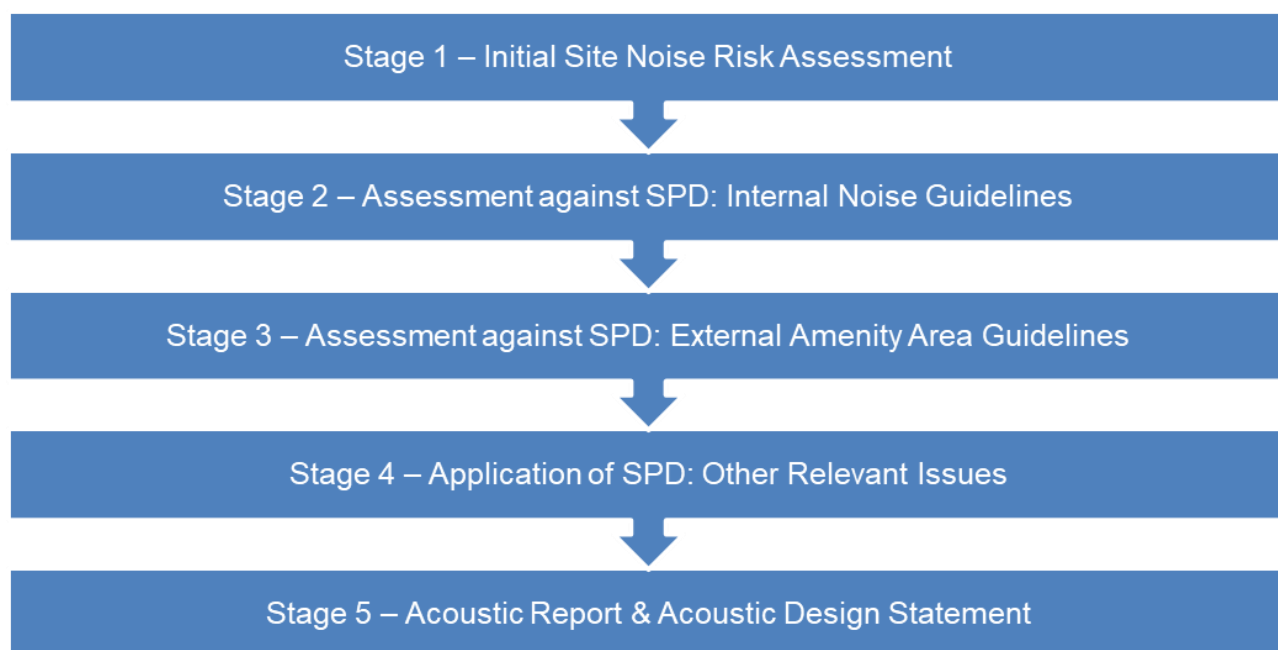 Stage 1 – Initial Site Noise Risk Assessment
Stage 2 – Assessment against SPD: Internal Noise Guidelines
Stage 3 – Assessment against SPD: External Amenity Area Guidelines
Stage 4 – Application of SPD: Other Relevant Issues
Stage 5 – Acoustic Report & Acoustic Design Statement